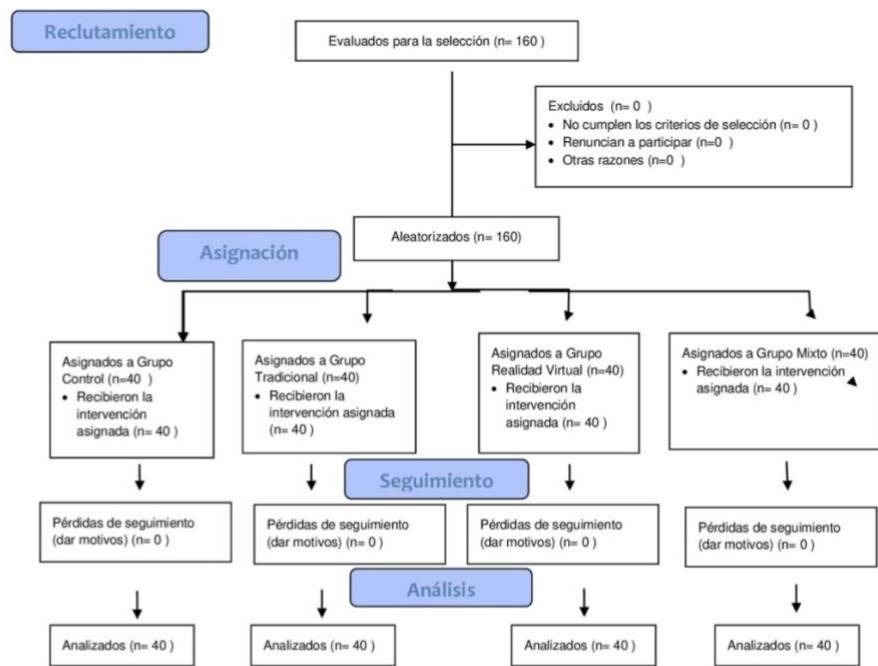 Reclutamiento
Evaluados para la selección (n= 160 )
Excluidos (n= 0 )
• No cumplen los criterios de selección (n= 0 )
• Renuncian a participar (n=0 )
• Otras razones (n=0 )
Aleatorizados (n= 160)
Asignación
Asignados a Grupo
Control (n=40 )
• Recibieron la
intervención
asignada (n= 40 )
Asignados a Grupo
Tradicional (n=40)
• Recibieron la
intervención asignada
(n= 40 )
Asignados a Grupo
Realidad Virtual (n=40)
• Recibieron la
intervención
asignada (n= 40 )
Asignados a Grupo Mixto (n=40)
• Recibieron la intervención
asignada (n= 40 )
Seguimiento
Pérdidas de seguimiento
(dar motivos) (n= 0 )
Pérdidas de seguimiento
(dar motivos) (n= 0 )
Pérdidas de seguimiento
(dar motivos) (n= 0 )
Pérdidas de seguimiento
(dar motivos) (n= 0 )
Análisis
Analizados (n= 40 )
Analizados (n= 40 )
Analizados (n= 40 )
Analizados (n= 40 )